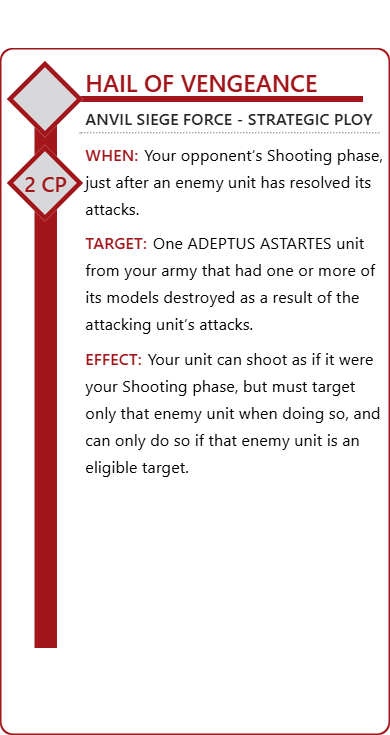 HAIL OF VENGEANCE
ANVIL SIEGE FORCE - STRATEGIC PLOY
2 CP
WHEN: Your opponent’s Shooting phase,
just after an enemy unit has resolved its
attacks.
TARGET: One ADEPTUS ASTARTES unit
from your army that had one or more of
its models destroyed as a result of the
attacking unit’s attacks.
EFFECT: Your unit can shoot as if it were
your Shooting phase, but must target
only that enemy unit when doing so, and
can only do so if that enemy unit is an
eligible target.